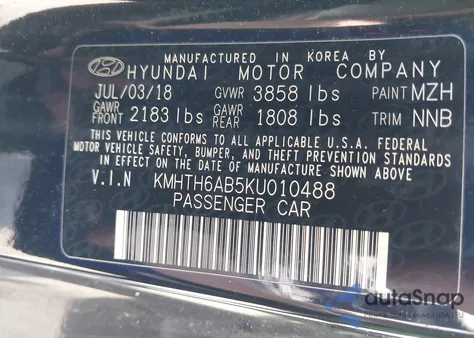 MANUFACTURED IN KOREA BY
HYUNDAI MOTOR COMPANY
JUL/03/18 GVWR 3858 lbs PAINT MZH
GAWR FRONT 2183 lbs GAWR REAR 1808 lbs TRIM NNB
THIS VEHICLE CONFORMS TO ALL APPLICABLE U.S.A. FEDERAL
MOTOR VEHICLE SAFETY, BUMPER, AND THEFT PREVENTION STANDARDS
IN EFFECT ON THE DATE OF MANUFACTURE SHOWN ABOVE.
V.I.N KMHTH6AB5KU010488
PASSENGER CAR
autaSnap